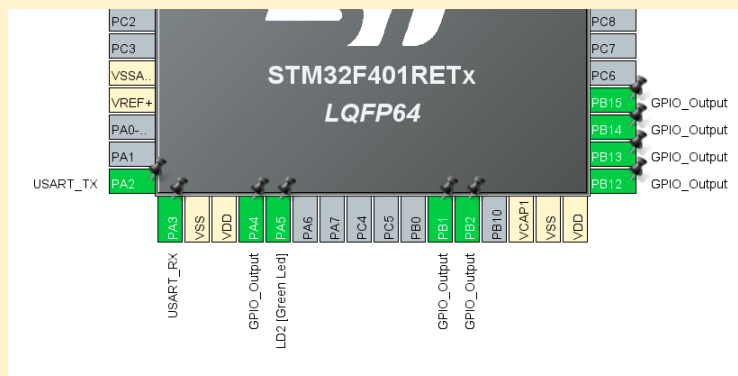 PC2
PC3
VSSA..
VREF+
PA0-..
PA1
USART_TX PA2
STM32F401RETx
LQFP64
PC8
PC7
PC6
PB15 GPIO_Output
PB14 GPIO_Output
PB13 GPIO_Output
PB12 GPIO_Output
PA3
VSS
VDD
PA4
PA5
PA6
PA7
PC4
PC5
PB0
PB1
PB2
PB10
VCAP1
VSS
VDD
USART_RX
GPIO_Output
LD2 [Green Led]
GPIO_Output
GPIO_Output